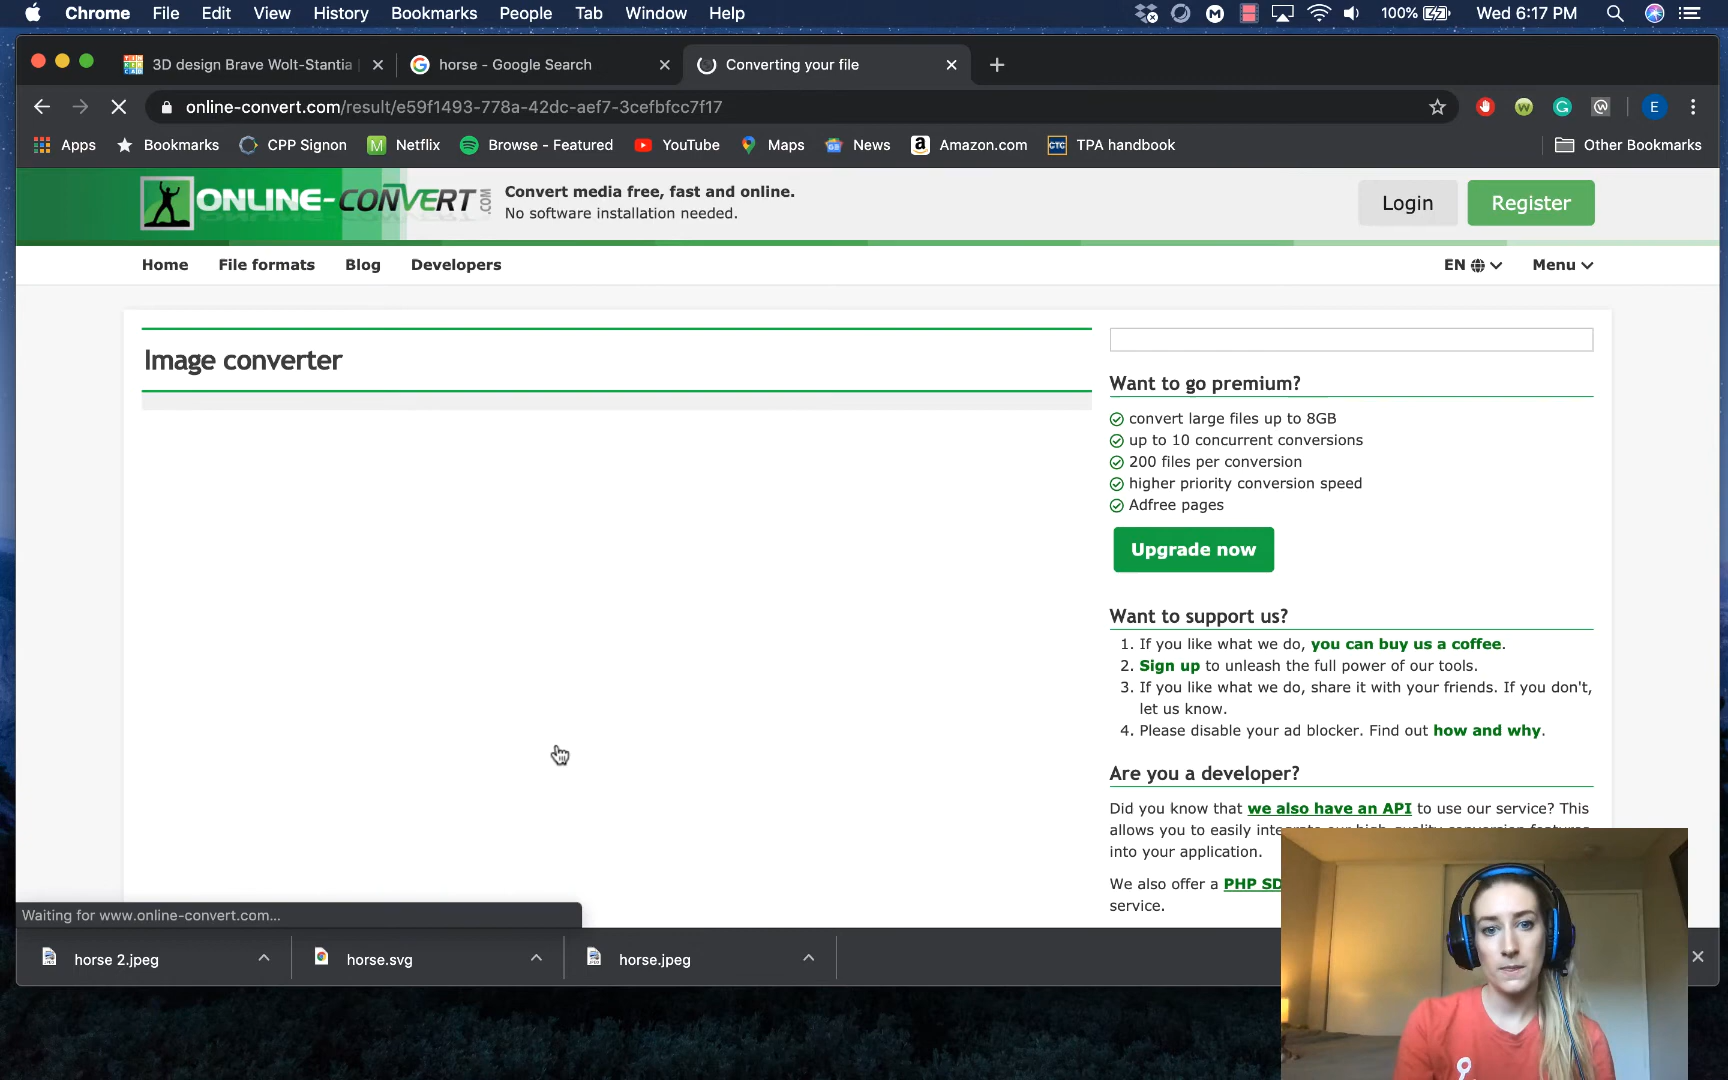 Chrome File Edit View History Bookmarks People Tab Window Help 100% Wed 6:17 PM
3D design Brave Wolt-Stantia
horse - Google Search
Converting your file
online-convert.com/result/e59f1493-778a-42dc-aef7-3cefbfcc7f17
Apps Bookmarks CPP Signon Netflix Browse - Featured YouTube Maps News Amazon.com TPA handbook Other Bookmarks
ONLINE-CONVERT.COM
Convert media free, fast and online.
No software installation needed.
Login Register
Home File formats Blog Developers EN Menu
Image converter
Want to go premium?
convert large files up to 8GB
up to 10 concurrent conversions
200 files per conversion
higher priority conversion speed
Adfree pages
Upgrade now
Want to support us?
1. If you like what we do, you can buy us a coffee.
2. Sign up to unleash the full power of our tools.
3. If you like what we do, share it with your friends. If you don't,
let us know.
4. Please disable your ad blocker. Find out how and why.
Are you a developer?
Did you know that we also have an API to use our service? This
allows you to easily integrate our high-quality conversion features
into your application.
We also offer a PHP SD
service.
Waiting for www.online-convert.com...
horse 2.jpeg horse.svg horse.jpeg